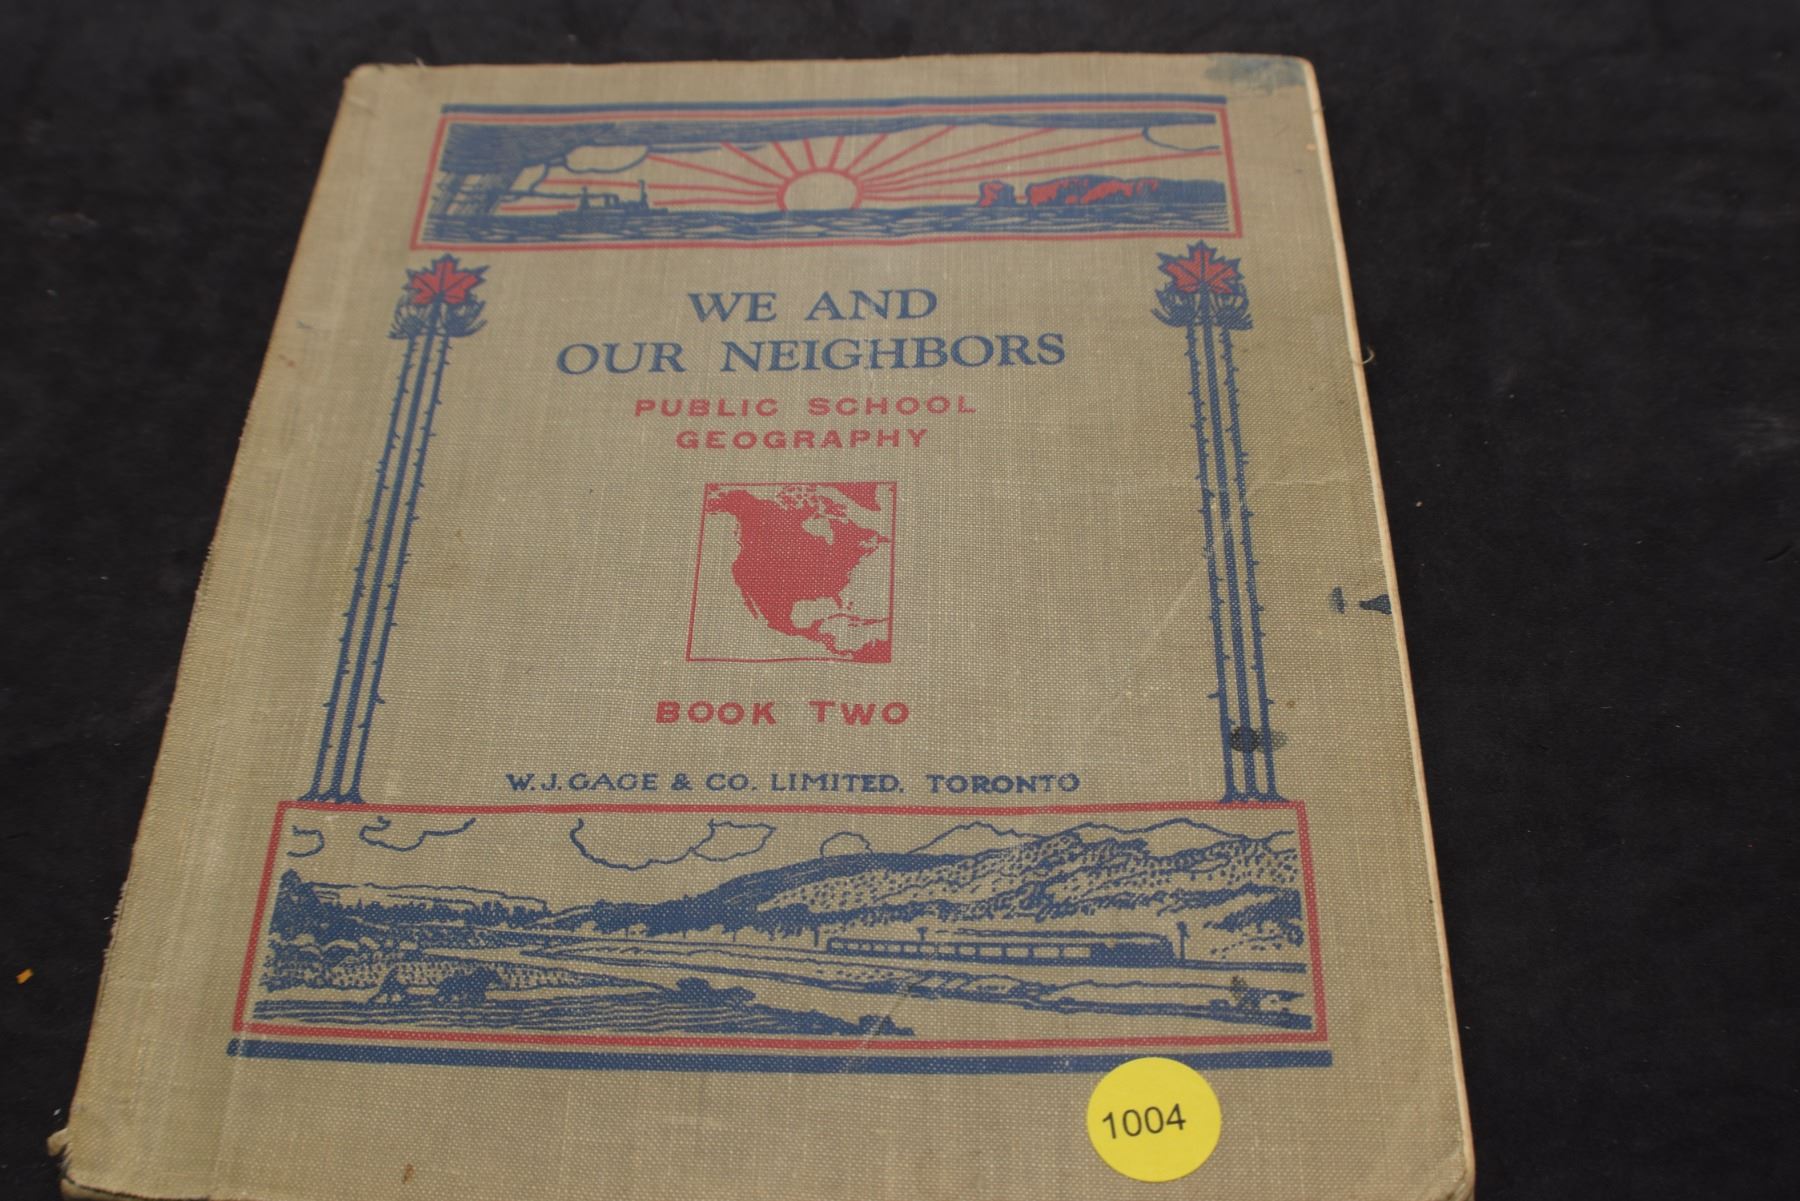 WE AND
OUR NEIGHBORS
PUBLIC SCHOOL
GEOGRAPHY
BOOK TWO
W. J. GAGE & CO. LIMITED. TORONTO
1004